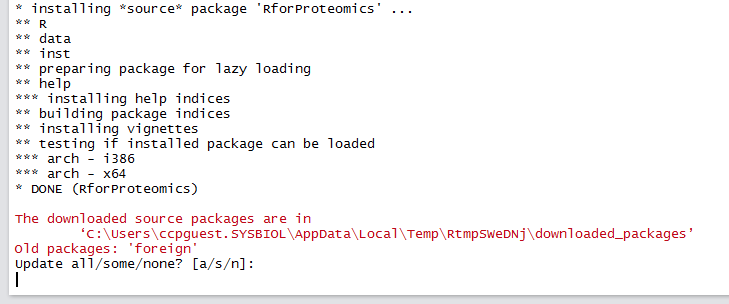 * installing *source* package 'RforProteomics' ...
** R
** data
** inst
** preparing package for lazy loading
** help
*** installing help indices
** building package indices
** installing vignettes
** testing if installed package can be loaded
*** arch - i386
*** arch - x64
* DONE (RforProteomics)
The downloaded source packages are in
‘C:\Users\ccpguest.SYSBIOL\AppData\Local\Temp\RtmpSWeDNj\downloaded_packages’
Old packages: 'foreign'
Update all/some/none? [a/s/n]: